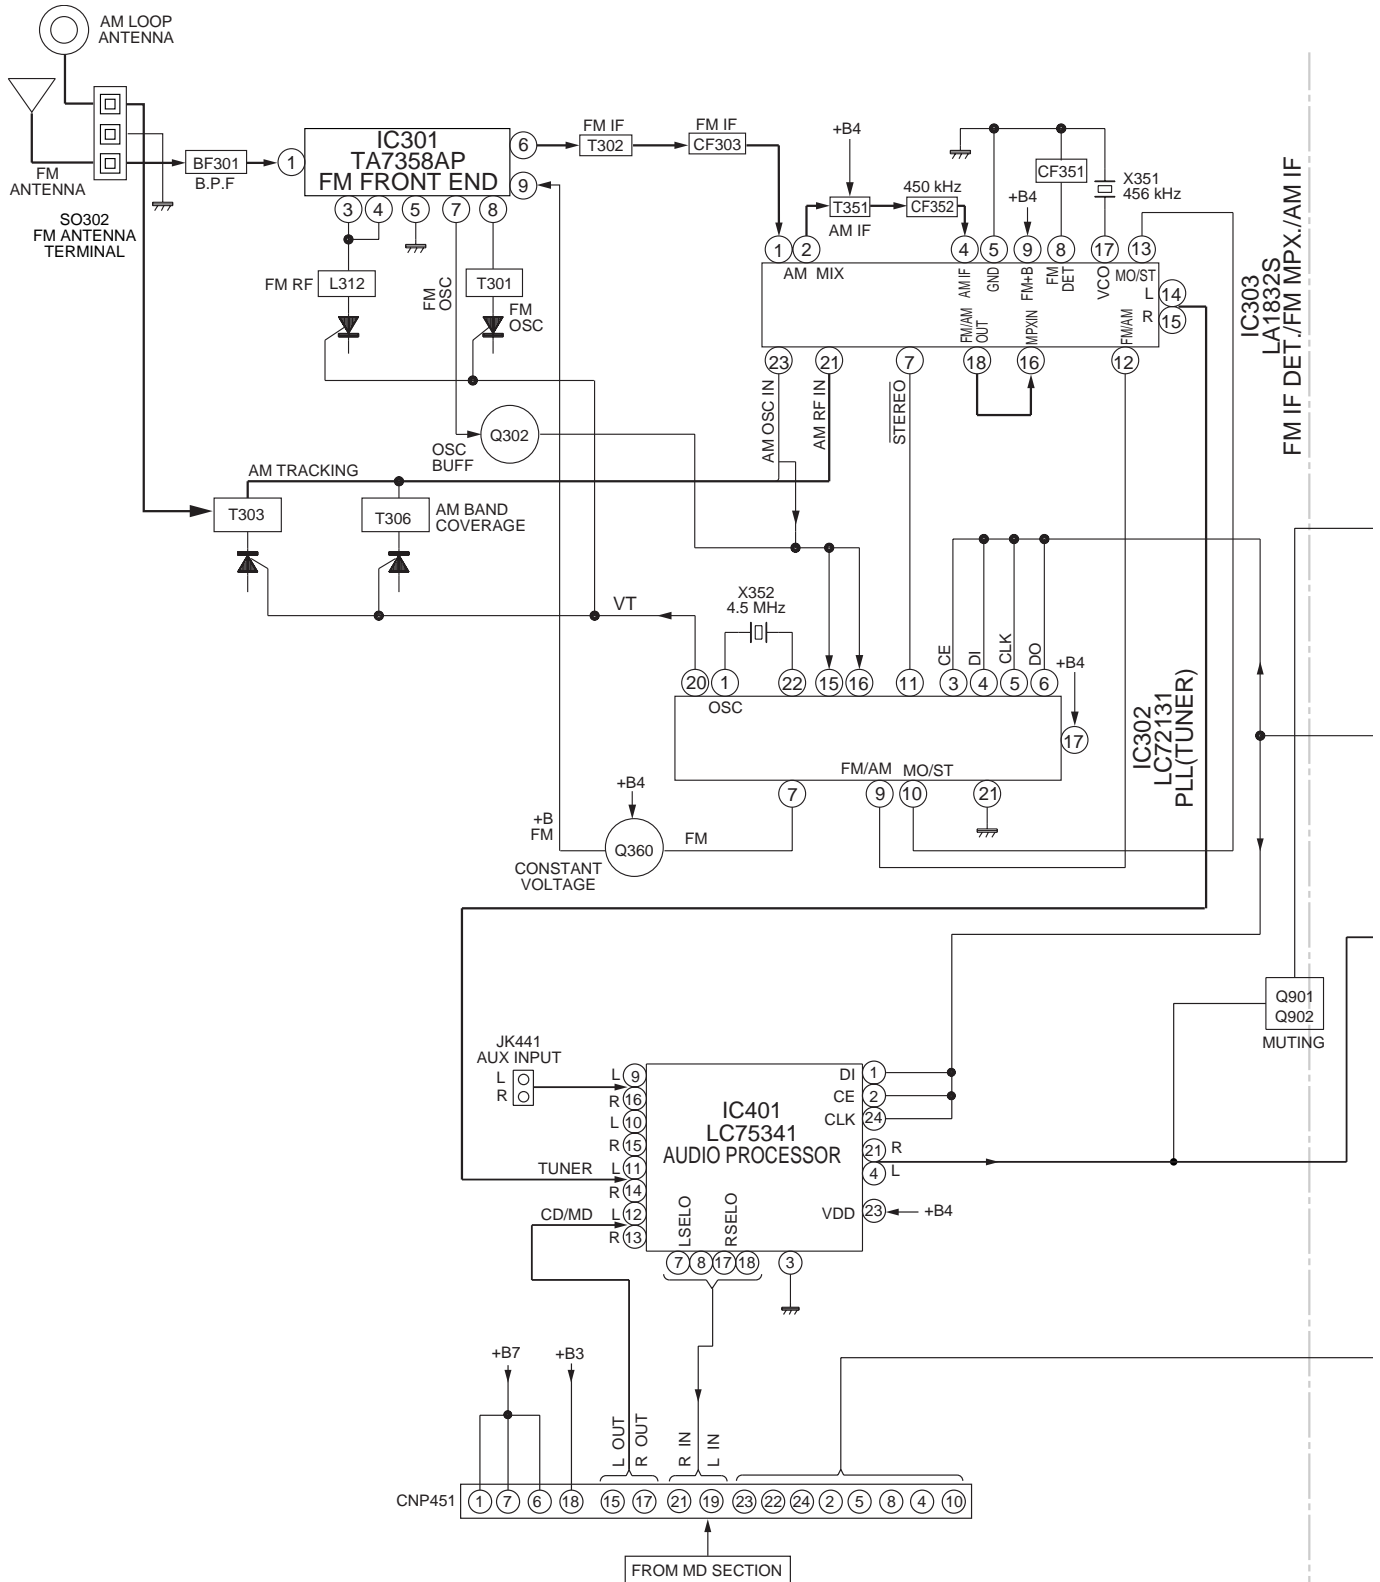 AM LOOP
ANTENNA
FM
ANTENNA
SO302
FM ANTENNA
TERMINAL
BF301
B.P.F
1
IC301
TA7358AP
FM FRONT END
6
9
3
4
5
7
8
FM IF
T302
FM IF
CF303
+B4
T351
AM IF
450 kHz
CF352
+B4
CF351
X351
456 kHz
FM RF
L312
T301
FM
OSC
FM
OSC
1
2
4
5
9
8
17
13
AM MIX
AM IF
GND
FM+B
FM
DET
VCO
MO/ST
L
R
14
15
FM/AM
OUT
MPXIN
FM/AM
23
21
7
18
16
12
IC303
LA1832S
FM IF DET./FM MPX./AM IF
AM OSC IN
AM RF IN
STEREO
Q302
OSC
BUFF
AM TRACKING
T303
T306
AM BAND
COVERAGE
VT
X352
4.5 MHz
CE
DI
CLK
DO
+B4
20
1
22
15
16
11
3
4
5
6
17
OSC
FM/AM
MO/ST
7
9
10
21
IC302
LC72131
PLL(TUNER)
+B4
+B
FM
Q360
FM
CONSTANT
VOLTAGE
Q901
Q902
MUTING
JK441
AUX INPUT
L
R
L 9
R 16
L 10
R 15
TUNER
L 11
R 14
CD/MD
L 12
R 13
IC401
LC75341
AUDIO PROCESSOR
DI 1
CE 2
CLK 24
21 R
4 L
VDD 23
+B4
LSELO
RSELO
7
8
17
18
3
+B7
+B3
L OUT
R OUT
R IN
L IN
CNP451
1
7
6
18
15
17
21
19
23
22
24
2
5
8
4
10
FROM MD SECTION